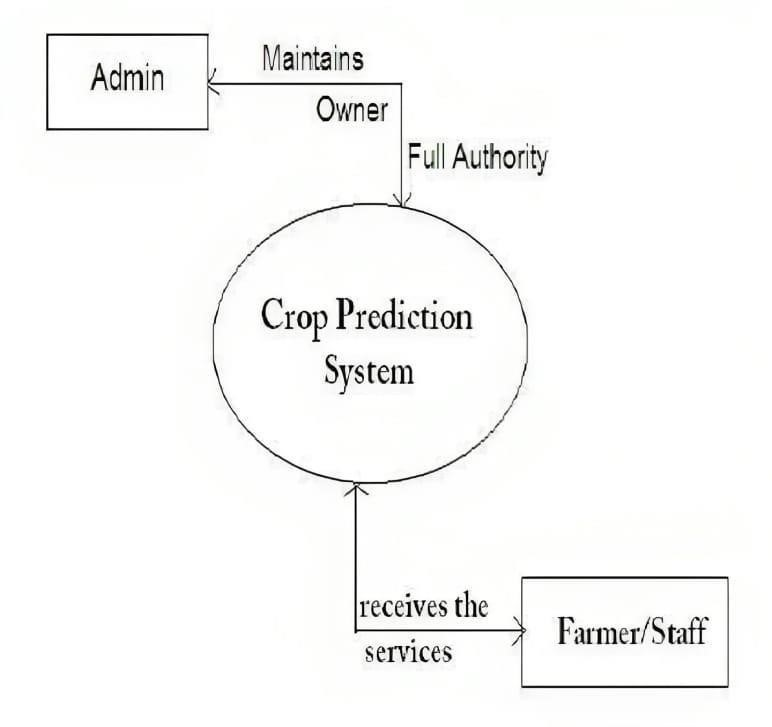 Maintains
Admin
Owner
Full Authority
Crop Prediction
System
receives the
Farmer/Staff
services